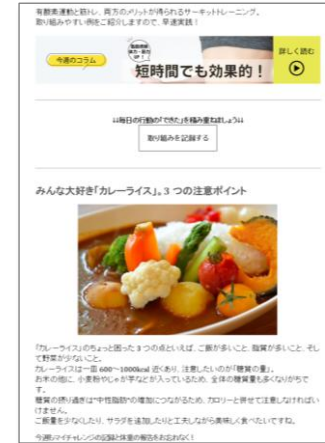 有酸素運動と筋トレ、両方のメリットが得られるサーキットトレーニング。
取り組みやすい例をご紹介しますので、早速実践！
今週のコラム
短時間でも効果的！
詳しく読む
↓↓毎日の行動の「できた」を積み重ねましょう↓↓
取り組みを記録する
みんな大好き「カレーライス」。3 つの注意ポイント
「カレーライス」のちょっと困った 3 つの点といえば、ご飯が多いこと、脂質が多いこと、そし
て野菜が少ないこと。
カレーライスは一皿 600～1000kcal 近くあり、注意したいのが「糖質の量」。
お米の他に、小麦粉やじゃが芋などが入っているため、全体の糖質量も多くなりがちで
す。
糖質の摂り過ぎは"中性脂肪"の増加につながるため、カロリーと併せて注意しなければい
けません。
ご飯量を少なくしたり、サラダを追加したりと工夫しながら美味しく食べたいですね。
今週もマイチャレンジの記録と体重の報告をお忘れなく！